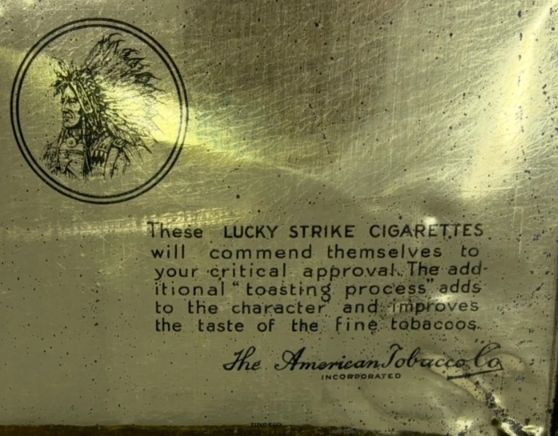 These LUCKY STRIKE CIGARETTES
will commend themselves to
your critical approval. The add-
itional "toasting process" adds
to the character and improves
the taste of the fine tobaccos.
The American Tobacco Co
INCORPORATED